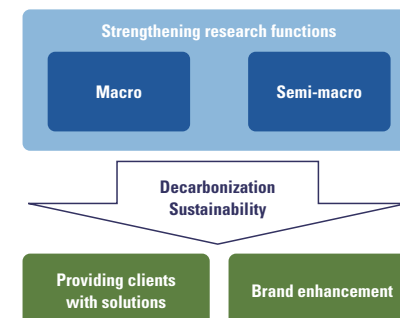 Strengthening research functions
Macro
Semi-macro
Decarbonization
Sustainability
Providing clients
with solutions
Brand enhancement